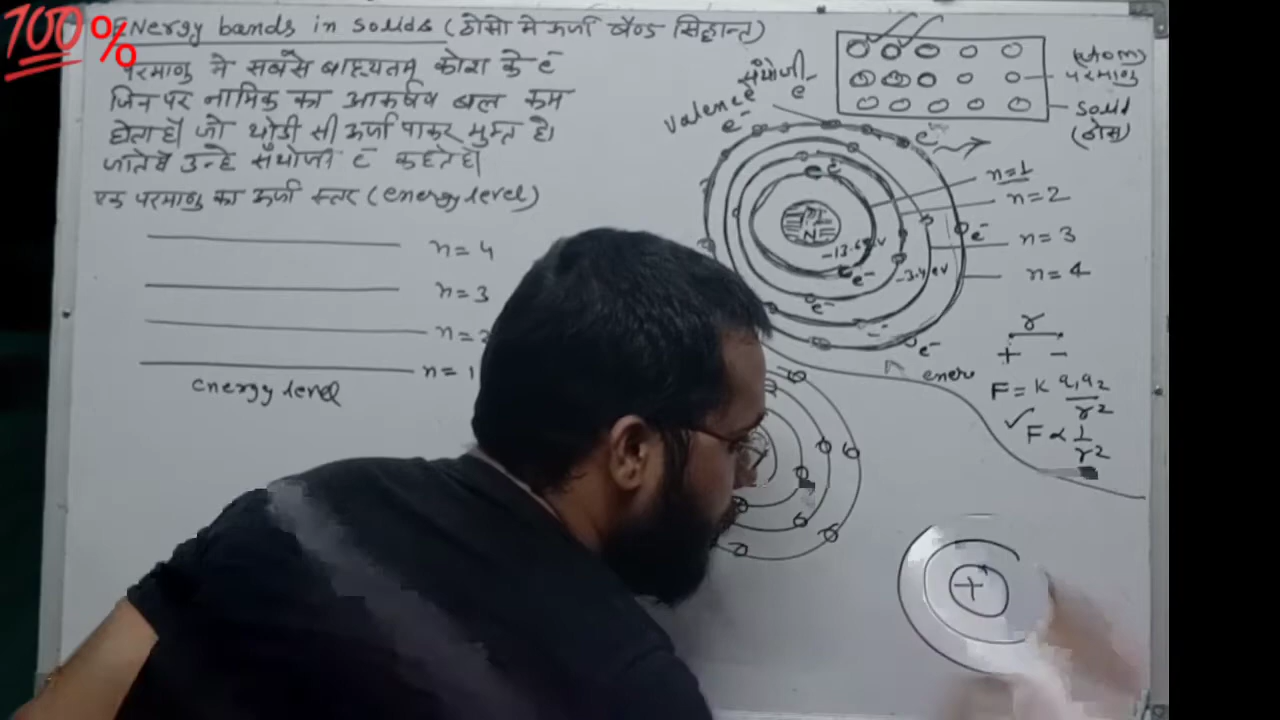 100%
Energy bands in solids (ठोसो मे ऊर्जा बैण्ड सिद्धान्त)
परमाणु मे सबसे बाह्यतम् कोश के e⁻
जिन पर नाभिक का आकर्षण बल कम
होता है। जो थोडी सी ऊर्जा पाकर मुक्त हो
जाते है उन्हे संयोजी e⁻ कहते है।
एक परमाणु का ऊर्जा स्तर (energy level)
n=4
n=3
n=2
n=1
energy level
(atom)
परमाणु
solid
(ठोस)
संयोजी e⁻
valence e⁻
e⁻
e⁻
n=1
n=2
e⁻
n=3
n=4
N
-13.6 eV
-3.4 eV
e⁻
e⁻
e⁻
r
+ -
F = K q₁q₂/r²
✓ F ∝ 1/r²
ener
+